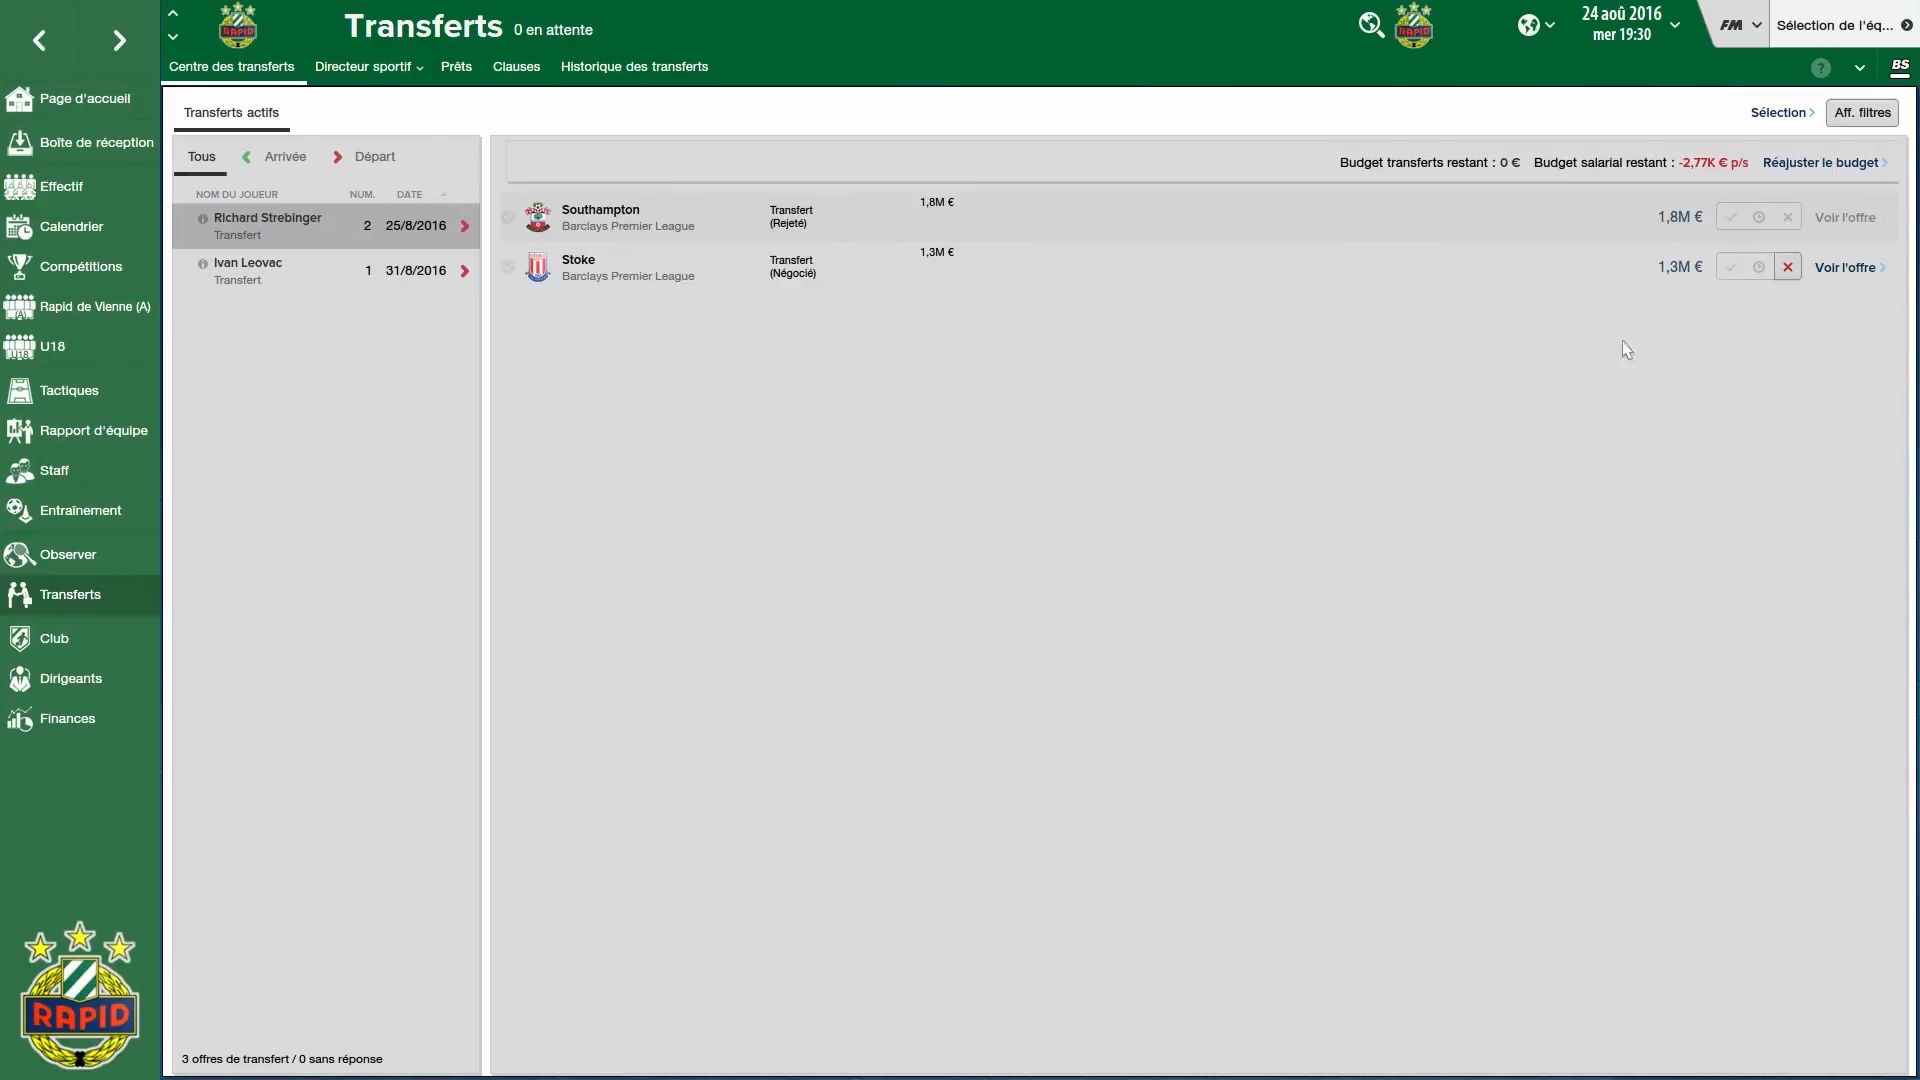 Transferts 0 en attente
24 aoû 2016
mer 19:30
FM
Sélection de l'éq...
Centre des transferts Directeur sportif Prêts Clauses Historique des transferts
?
BS
Page d'accueil
Boîte de réception
Effectif
Calendrier
Compétitions
Rapid de Vienne (A)
U18
Tactiques
Rapport d'équipe
Staff
Entraînement
Observer
Transferts
Club
Dirigeants
Finances
RAPID
Transferts actifs
Sélection
Aff. filtres
Tous Arrivée Départ
NOM DU JOUEUR NUM. DATE
Richard Strebinger 2 25/8/2016
Transfert
Ivan Leovac 1 31/8/2016
Transfert
3 offres de transfert / 0 sans réponse
Budget transferts restant : 0 € Budget salarial restant : -2,77K € p/s Réajuster le budget
Southampton
Barclays Premier League
Transfert
(Rejeté)
1,8M €
1,8M €
Voir l'offre
Stoke
Barclays Premier League
Transfert
(Négocié)
1,3M €
1,3M €
Voir l'offre